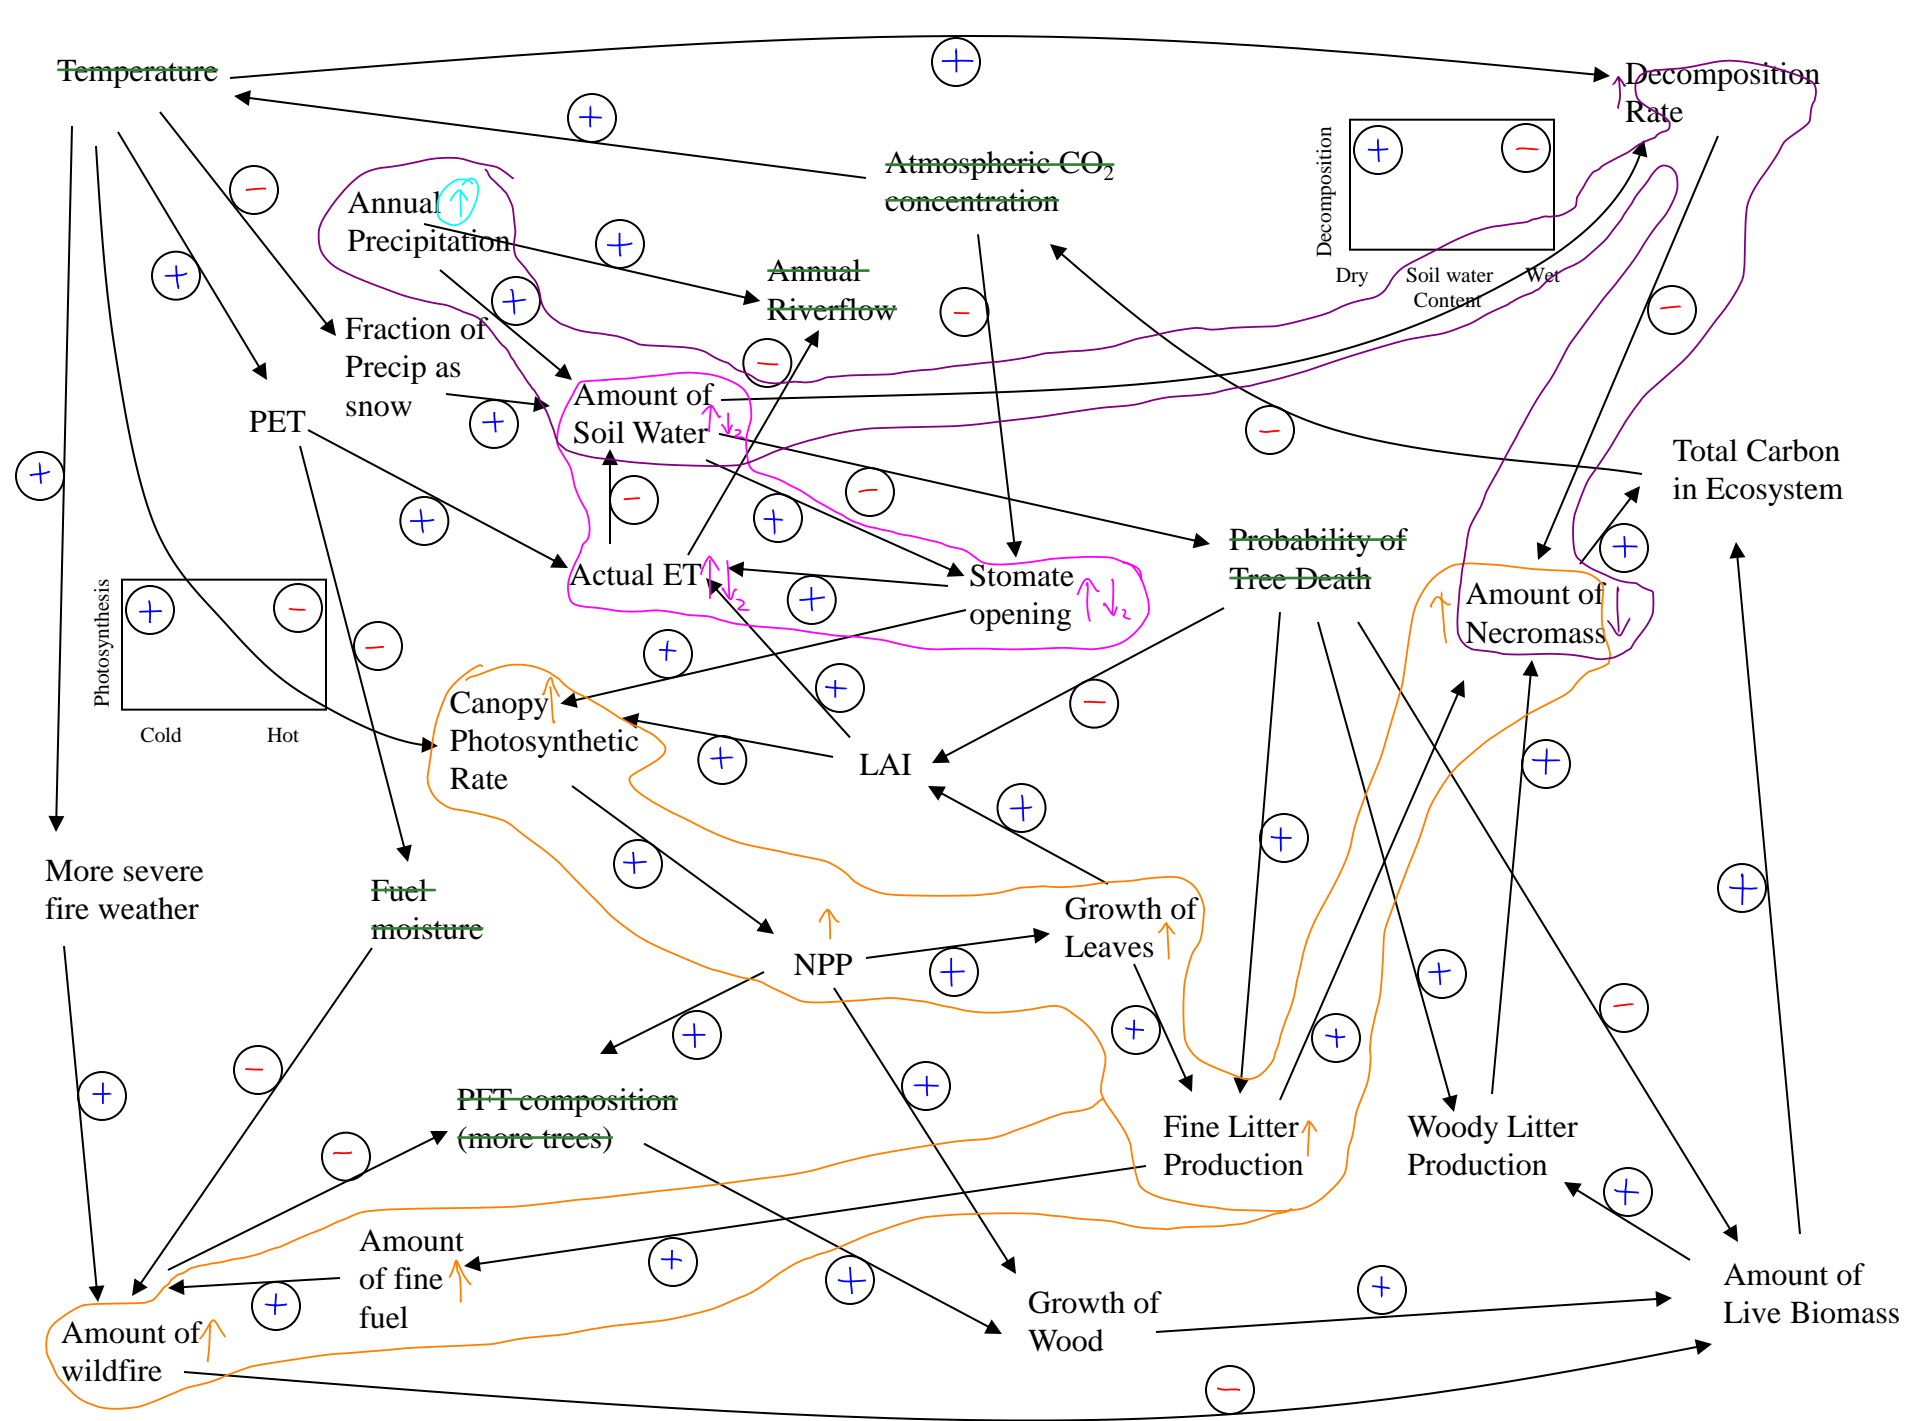 Temperature
Decomposition
Rate
Atmospheric CO₂
concentration
Decomposition
Dry
Soil water
Content
Wet
Annual
Precipitation
Annual
Riverflow
Fraction of
Precip as
snow
PET
Amount of
Soil Water
2
Total Carbon
in Ecosystem
Probability of
Tree Death
Actual ET
2
Stomate
opening
2
Amount of
Necromass
Photosynthesis
Cold
Hot
Canopy
Photosynthetic
Rate
LAI
More severe
fire weather
Fuel
moisture
NPP
Growth of
Leaves
PFT composition
(more trees)
Fine Litter
Production
Woody Litter
Production
Amount
of fine
fuel
Amount of
wildfire
Growth of
Wood
Amount of
Live Biomass